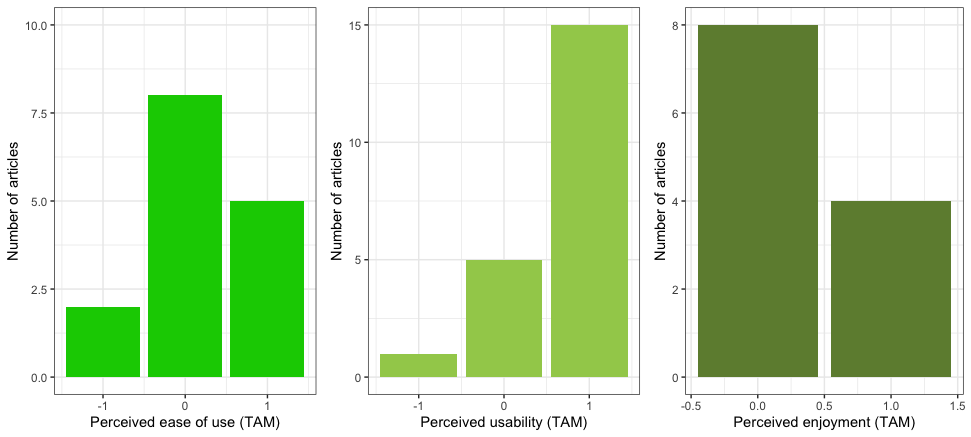 Number of articles
10.0
7.5
5.0
2.5
0.0
-1 0 1
Perceived ease of use (TAM)
Number of articles
15
10
5
0
-1 0 1
Perceived usability (TAM)
Number of articles
8
6
4
2
0
-0.5 0.0 0.5 1.0 1.5
Perceived enjoyment (TAM)